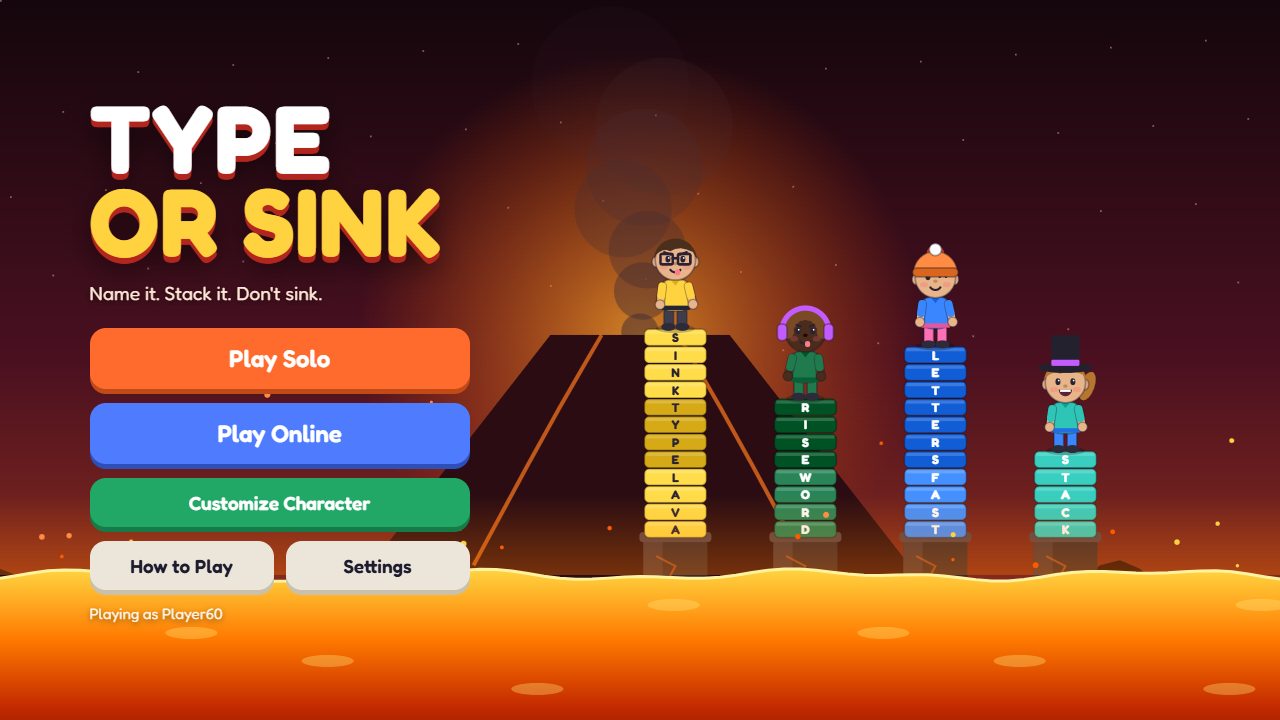 TYPE
OR SINK
Name it. Stack it. Don't sink.
Play Solo
Play Online
Customize Character
How to Play
Settings
Playing as Player60
S
I
N
K
T
Y
P
E
L
A
V
A
R
I
S
E
W
O
R
D
L
E
T
T
E
R
S
F
A
S
T
S
T
A
C
K